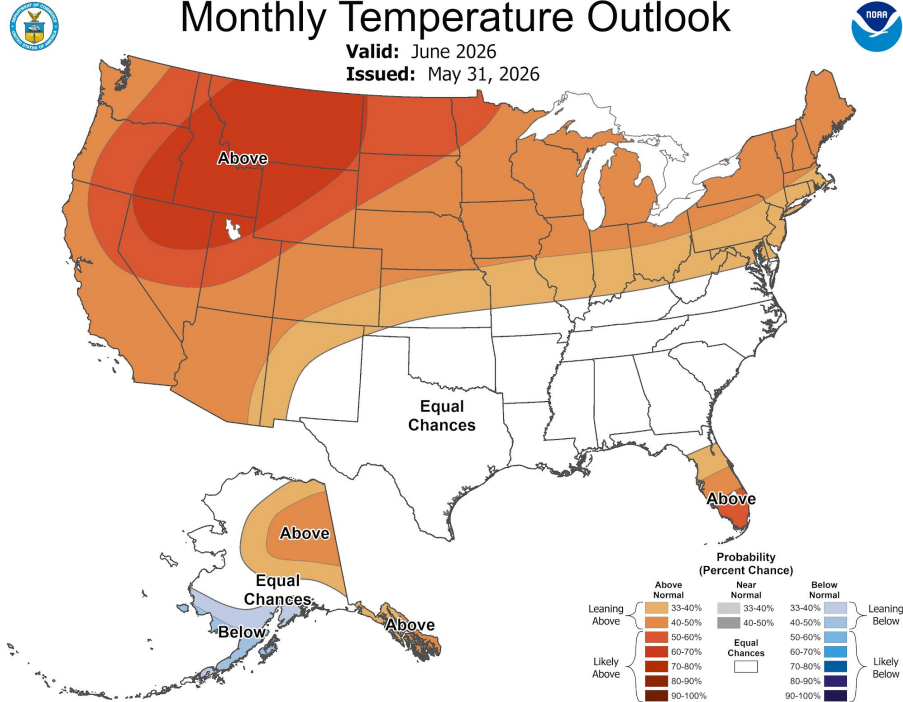 Monthly Temperature Outlook
Valid: June 2026
Issued: May 31, 2026
NOAA
Above
Equal
Chances
Above
Above
Equal
Chances
Below
Above
Probability
(Percent Chance)
Above
Normal
Near
Normal
Below
Normal
Leaning
Above
33-40%
40-50%
50-60%
60-70%
70-80%
80-90%
90-100%
Likely
Above
33-40%
40-50%
Equal
Chances
33-40%
40-50%
50-60%
60-70%
70-80%
80-90%
90-100%
Leaning
Below
Likely
Below